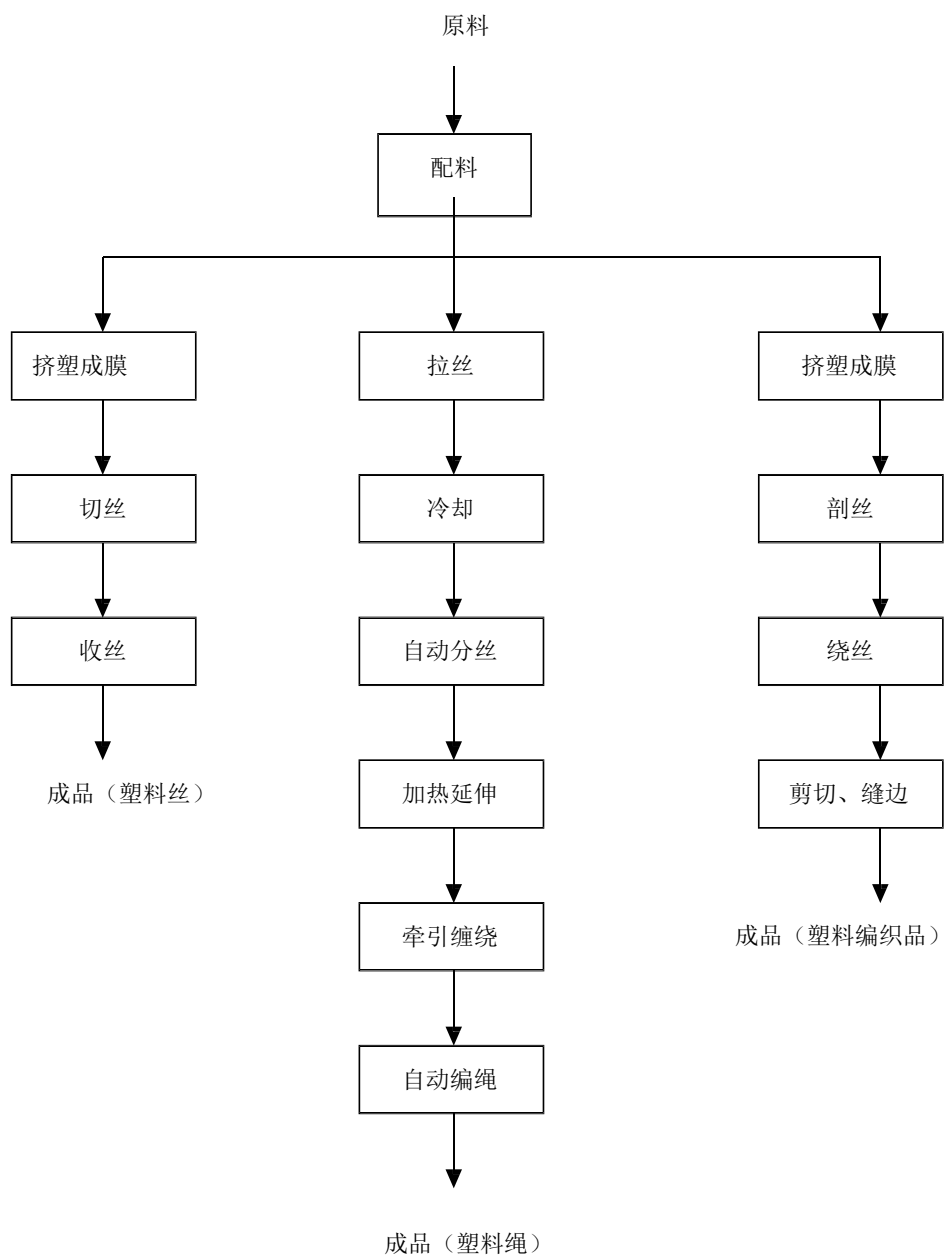 原料
配料
挤塑成膜
拉丝
挤塑成膜
切丝
冷却
剖丝
收丝
自动分丝
绕丝
成品（塑料丝）
加热延伸
剪切、缝边
牵引缠绕
成品（塑料编织品）
自动编绳
成品（塑料绳）